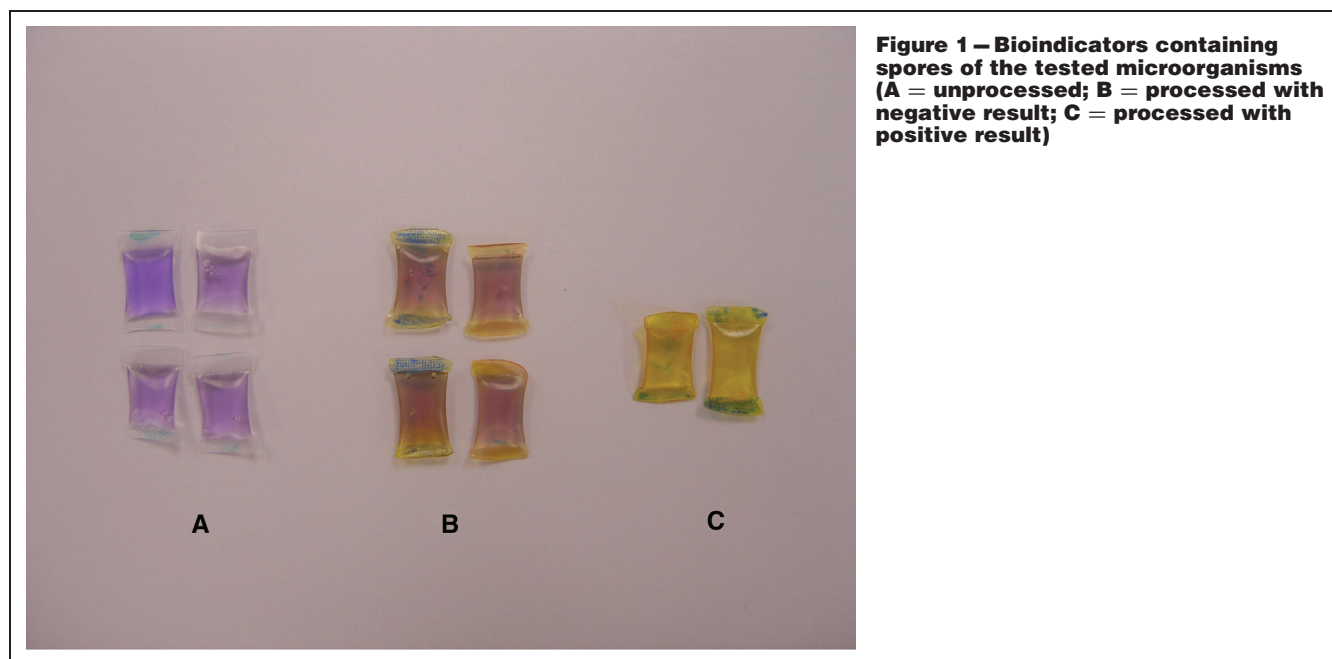 Figure 1 — Bioindicators containing
spores of the tested microorganisms
(A = unprocessed; B = processed with
negative result; C = processed with
positive result)
A
B
C